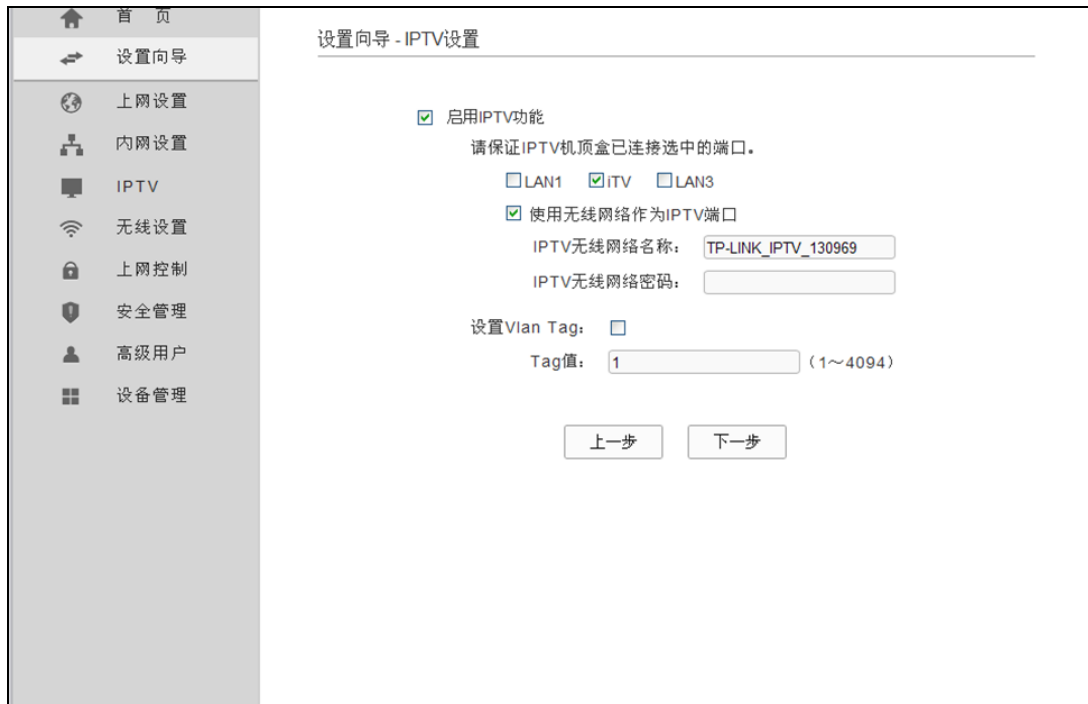 首 页
设置向导
上网设置
内网设置
IPTV
无线设置
上网控制
安全管理
高级用户
设备管理
设置向导 - IPTV设置
启用IPTV功能
请保证IPTV机顶盒已连接选中的端口。
LAN1 iTV LAN3
使用无线网络作为IPTV端口
IPTV无线网络名称： TP-LINK_IPTV_130969
IPTV无线网络密码：
设置Vlan Tag：
Tag值： 1 （1～4094）
上一步 下一步